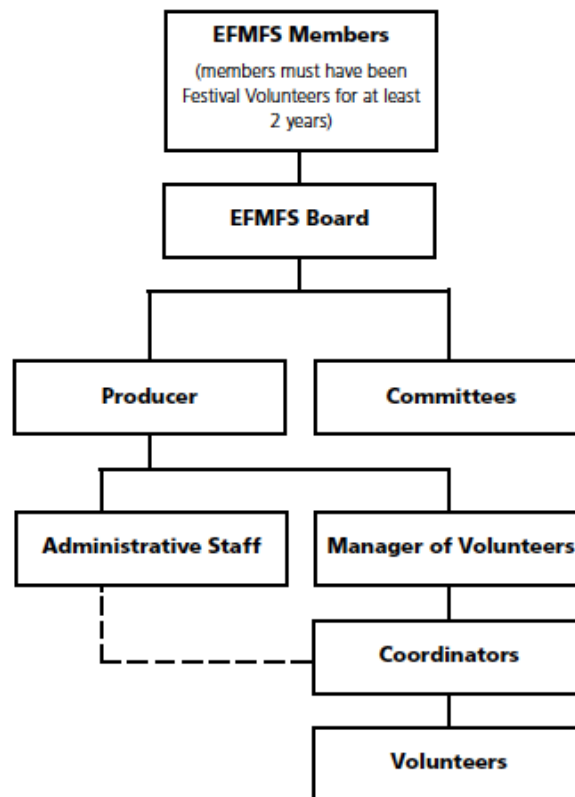 EFMFS Members
(members must have been
Festival Volunteers for at least
2 years)
EFMFS Board
Producer
Committees
Administrative Staff
Manager of Volunteers
Coordinators
Volunteers